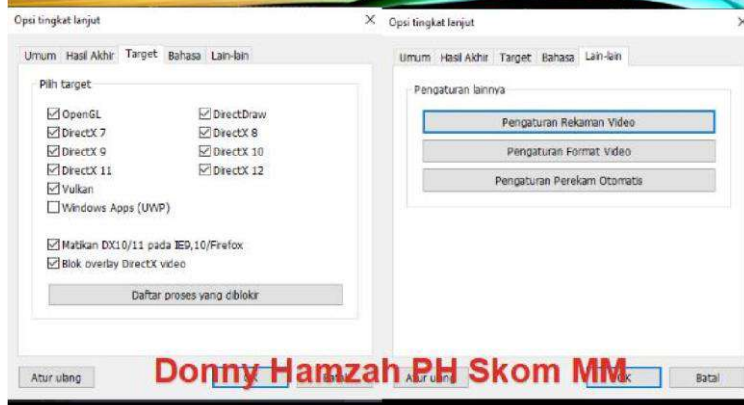 Opsi tingkat lanjut
Umum Hasil Akhir Target Bahasa Lain-lain
Pilih target
OpenGL DirectDraw
DirectX 7 DirectX 8
DirectX 9 DirectX 10
DirectX 11 DirectX 12
Vulkan
Windows Apps (UWP)
Matikan DX10/11 pada IE9,10/Firefox
Blok overlay DirectX video
Daftar proses yang diblokir
Atur ulang
Opsi tingkat lanjut
Umum Hasil Akhir Target Bahasa Lain-lain
Pengaturan lainnya
Pengaturan Rekaman Video
Pengaturan Format Video
Pengaturan Perekam Otomatis
Batal
Donny Hamzah PH Skom MM